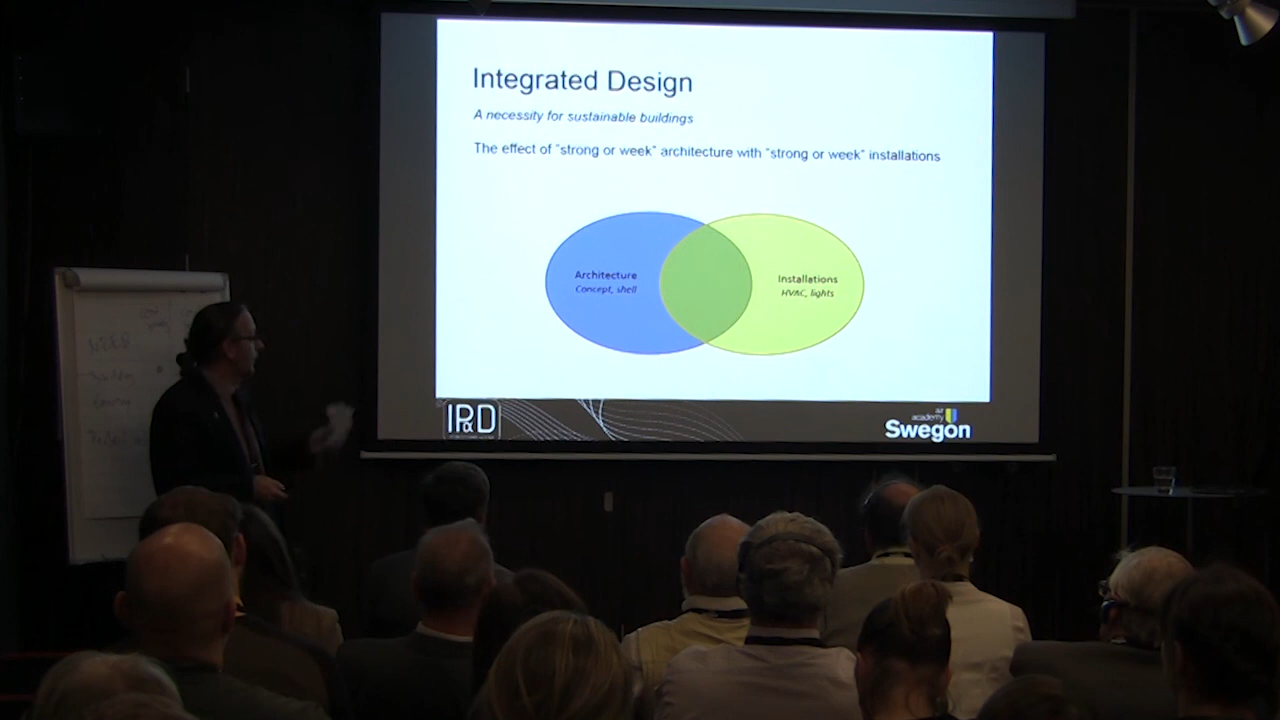 Integrated Design
A necessity for sustainable buildings
The effect of "strong or week" architecture with "strong or week" installations
Architecture
Concept, shell
Installations
HVAC, lights
IP&D
air
academy
Swegon